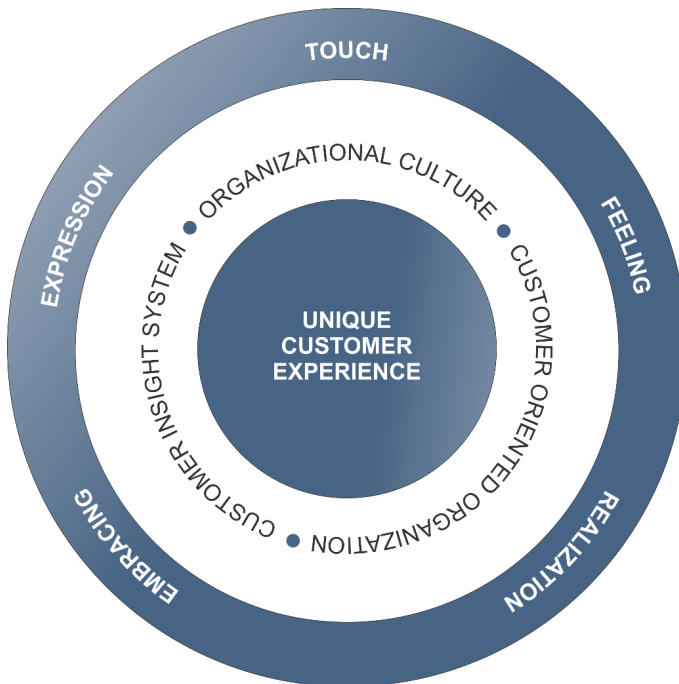 TOUCH
FEELING
REALIZATION
EMBRACING
EXPRESSION
ORGANIZATIONAL CULTURE
CUSTOMER ORIENTED ORGANIZATION
CUSTOMER INSIGHT SYSTEM
UNIQUE
CUSTOMER
EXPERIENCE